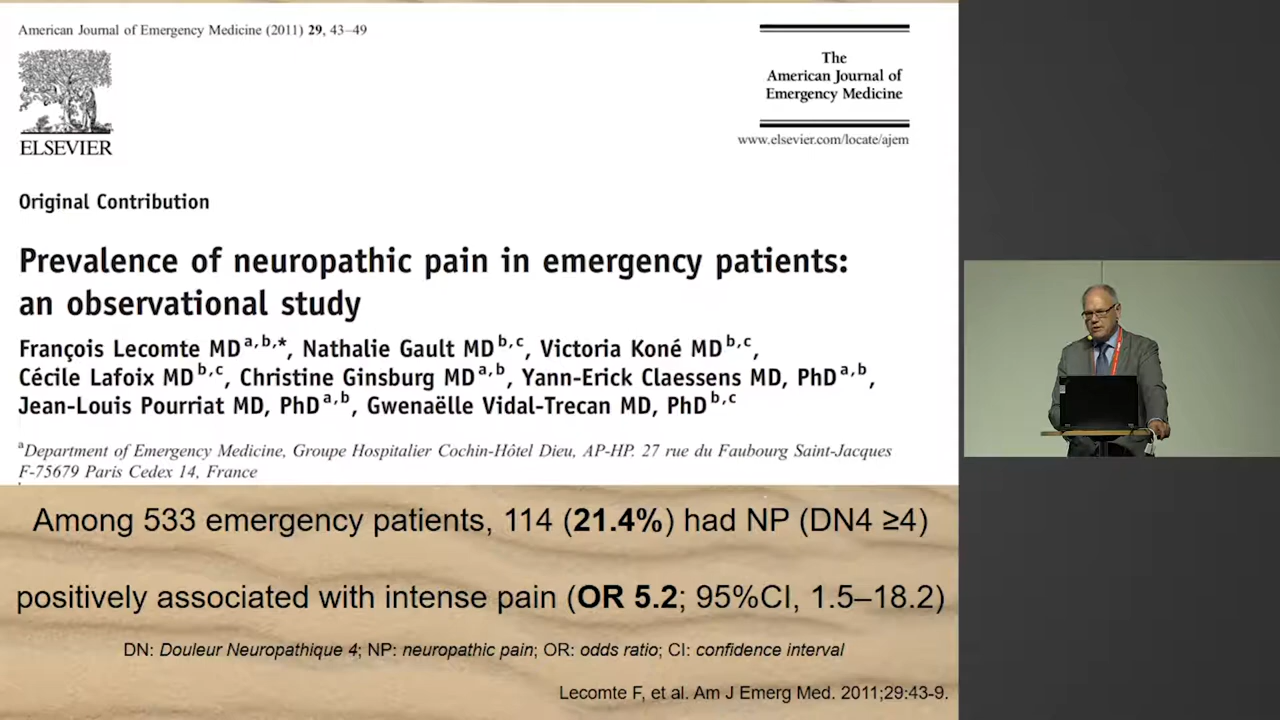 American Journal of Emergency Medicine (2011) 29, 43–49
ELSEVIER
The
American Journal of
Emergency Medicine
www.elsevier.com/locate/ajem
Original Contribution
Prevalence of neuropathic pain in emergency patients:
an observational study
François Lecomte MD a,b,*, Nathalie Gault MD b,c, Victoria Koné MD b,c,
Cécile Lafoix MD b,c, Christine Ginsburg MD a,b, Yann-Erick Claessens MD, PhD a,b,
Jean-Louis Pourriat MD, PhD a,b, Gwenaëlle Vidal-Trecan MD, PhD b,c
a Department of Emergency Medicine, Groupe Hospitalier Cochin-Hôtel Dieu, AP-HP. 27 rue du Faubourg Saint-Jacques
F-75679 Paris Cedex 14, France
Among 533 emergency patients, 114 (21.4%) had NP (DN4 ≥4)
positively associated with intense pain (OR 5.2; 95%CI, 1.5–18.2)
DN: Douleur Neuropathique 4; NP: neuropathic pain; OR: odds ratio; CI: confidence interval
Lecomte F, et al. Am J Emerg Med. 2011;29:43-9.